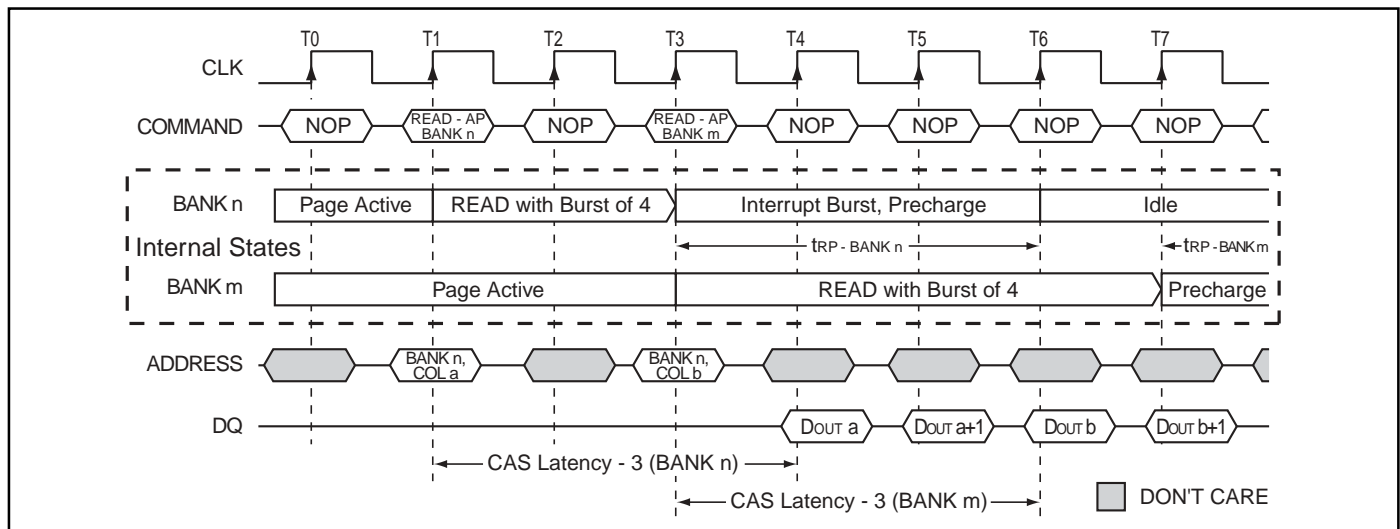 T0 T1 T2 T3 T4 T5 T6 T7
CLK
COMMAND NOP READ - AP BANK n NOP READ - AP BANK m NOP NOP NOP NOP
BANK n Page Active READ with Burst of 4 Interrupt Burst, Precharge Idle
Internal States tRP - BANK n tRP - BANK m
BANK m Page Active READ with Burst of 4 Precharge
ADDRESS BANK n, COL a BANK n, COL b
DQ DOUT a DOUT a+1 DOUT b DOUT b+1
CAS Latency - 3 (BANK n)
CAS Latency - 3 (BANK m) DON'T CARE